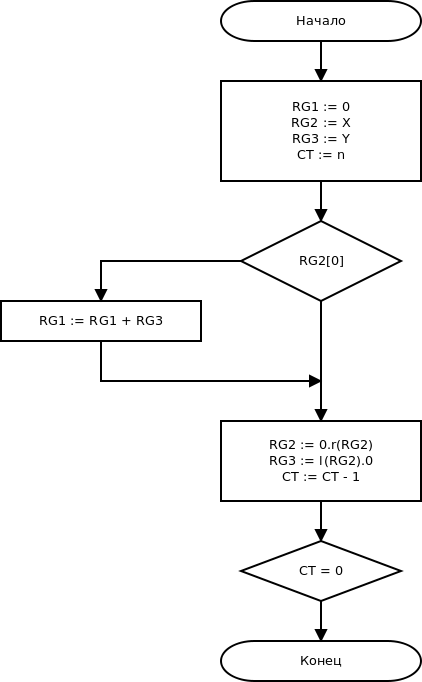 Начало
RG1 := 0
RG2 := X
RG3 := Y
CT := n
RG2[0]
RG1 := RG1 + RG3
RG2 := 0.r(RG2)
RG3 := l(RG2).0
CT := CT - 1
CT = 0
Конец